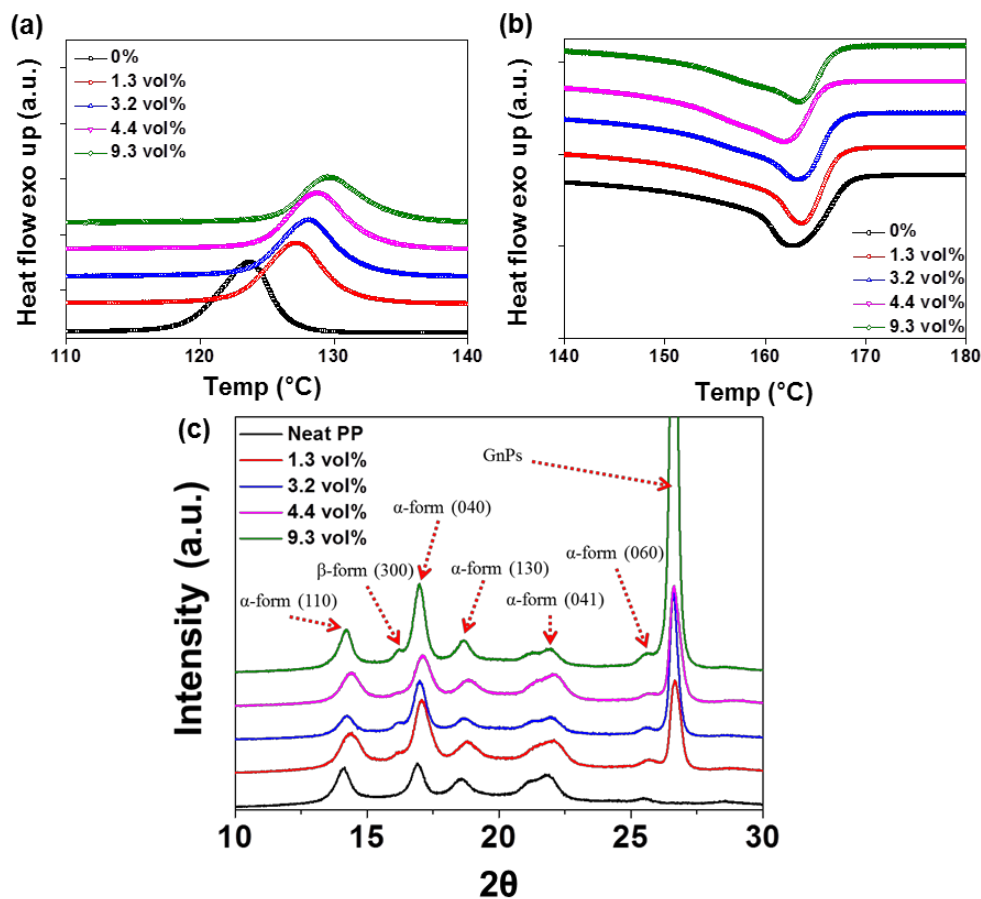 (a)
0%
1.3 vol%
3.2 vol%
4.4 vol%
9.3 vol%
Heat flow exo up (a.u.)
110 120 130 140
Temp (°C)
(b)
0%
1.3 vol%
3.2 vol%
4.4 vol%
9.3 vol%
Heat flow exo up (a.u.)
140 150 160 170 180
Temp (°C)
(c)
Neat PP
1.3 vol%
3.2 vol%
4.4 vol%
9.3 vol%
GnPs
α-form (040)
β-form (300)
α-form (130)
α-form (060)
α-form (110)
α-form (041)
Intensity (a.u.)
10 15 20 25 30
2θ